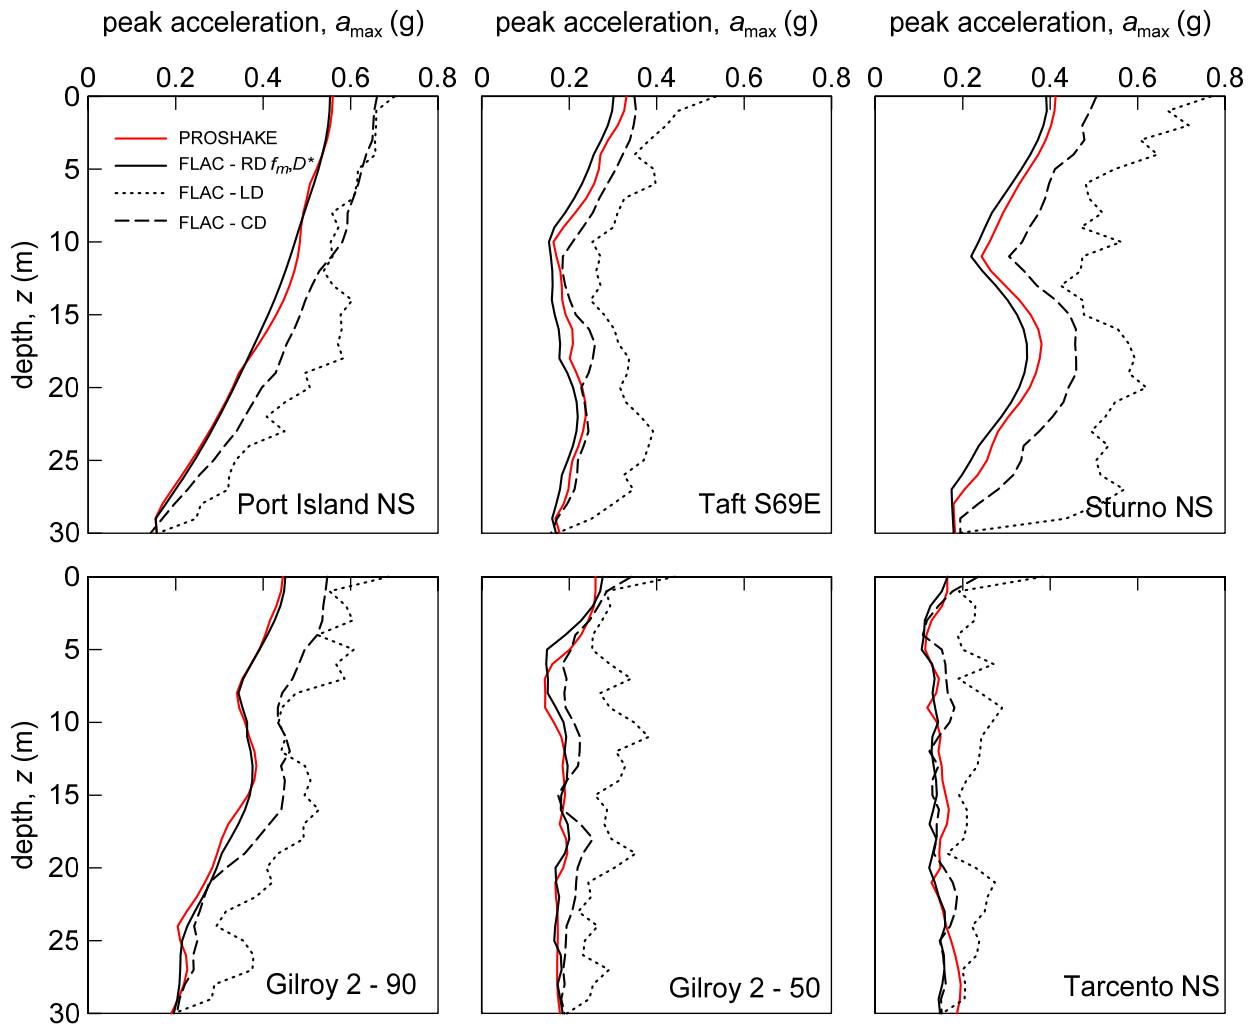 peak acceleration, amax (g) peak acceleration, amax (g) peak acceleration, amax (g)
0 0.2 0.4 0.6 0.8 0 0.2 0.4 0.6 0.8 0 0.2 0.4 0.6 0.8
0
PROSHAKE
FLAC - RD fm,D*
5
FLAC - LD
FLAC - CD
10
depth, z (m)
15
20
25
Port Island NS
Taft S69E
Sturno NS
30
0
5
10
depth, z (m)
15
20
25
Gilroy 2 - 90
Gilroy 2 - 50
Tarcento NS
30